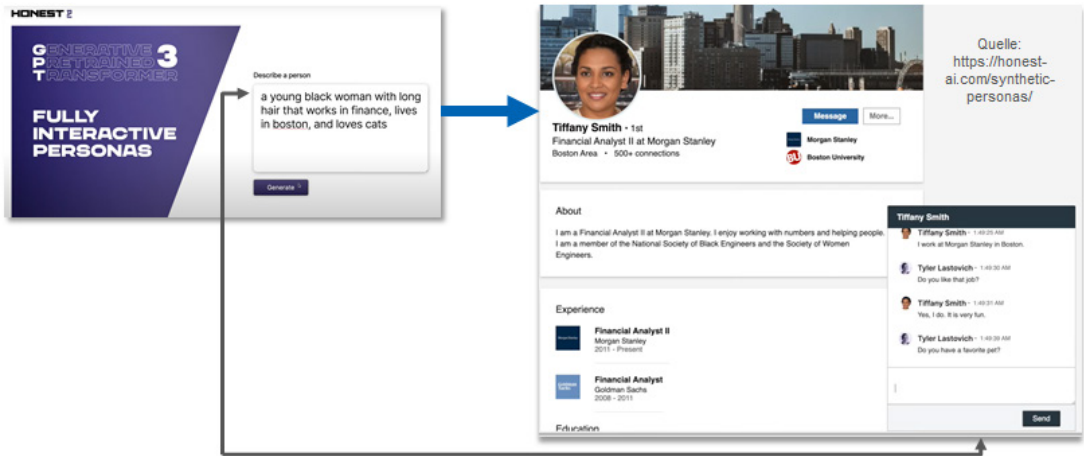 HONEST
GENERATIVE 3
PRETRAINED
TRANSFORMER
FULLY
INTERACTIVE
PERSONAS
Describe a person
a young black woman with long
hair that works in finance, lives
in boston, and loves cats
Generate
Tiffany Smith · 1st
Financial Analyst II at Morgan Stanley
Boston Area • 500+ connections
Message
More...
Morgan Stanley
BU
Boston University
Quelle:
https://honest-
ai.com/synthetic-
personas/
About
I am a Financial Analyst II at Morgan Stanley. I enjoy working with numbers and helping people.
I am a member of the National Society of Black Engineers and the Society of Women
Engineers.
Experience
Financial Analyst II
Morgan Stanley
2011 - Present
Financial Analyst
Goldman Sachs
2008 - 2011
Education
Tiffany Smith
Tiffany Smith · 1:49:25 AM
I work at Morgan Stanley in Boston.
Tyler Lastovich · 1:49:30 AM
Do you like that job?
Tiffany Smith · 1:49:31 AM
Yes, I do. It is very fun.
Tyler Lastovich · 1:49:39 AM
Do you have a favorite pet?
Send